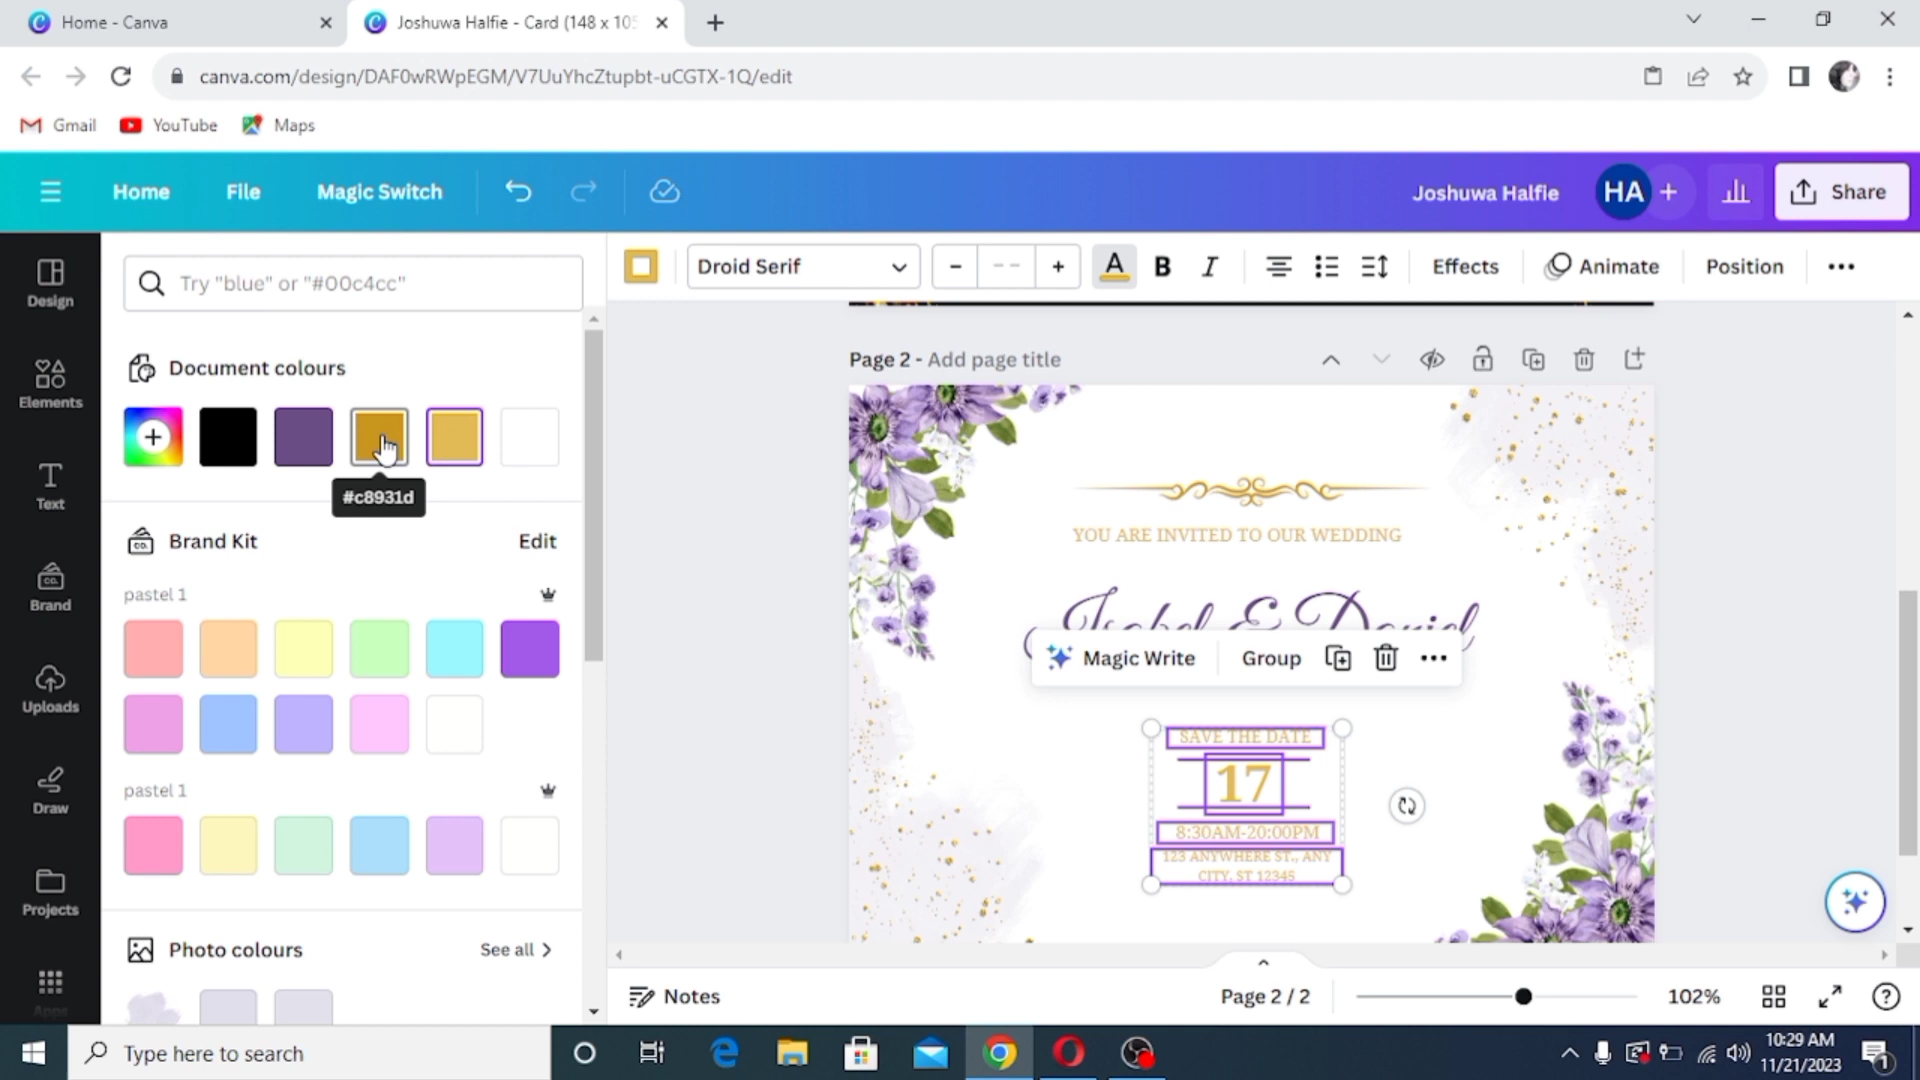 Home - Canva
Joshuwa Halfie - Card (148 x 105
canva.com/design/DAF0wRWpEGM/V7UuYhcZtupbt-uCGTX-1Q/edit
Gmail
YouTube
Maps
Home
File
Magic Switch
Joshuwa Halfie
HA
+
Share
Design
Elements
Text
Brand
Uploads
Draw
Projects
Apps
Try "blue" or "#00c4cc"
Document colours
#c8931d
Brand Kit
Edit
pastel 1
pastel 1
Photo colours
See all
Droid Serif
- -- +
A
B
I
Effects
Animate
Position
Page 2 - Add page title
YOU ARE INVITED TO OUR WEDDING
Isabel & Daniel
Magic Write
Group
SAVE THE DATE
17
8:30AM-20:00PM
123 ANYWHERE ST., ANY
CITY, ST 12345
Notes
Page 2 / 2
102%
Type here to search
10:29 AM
11/21/2023
1